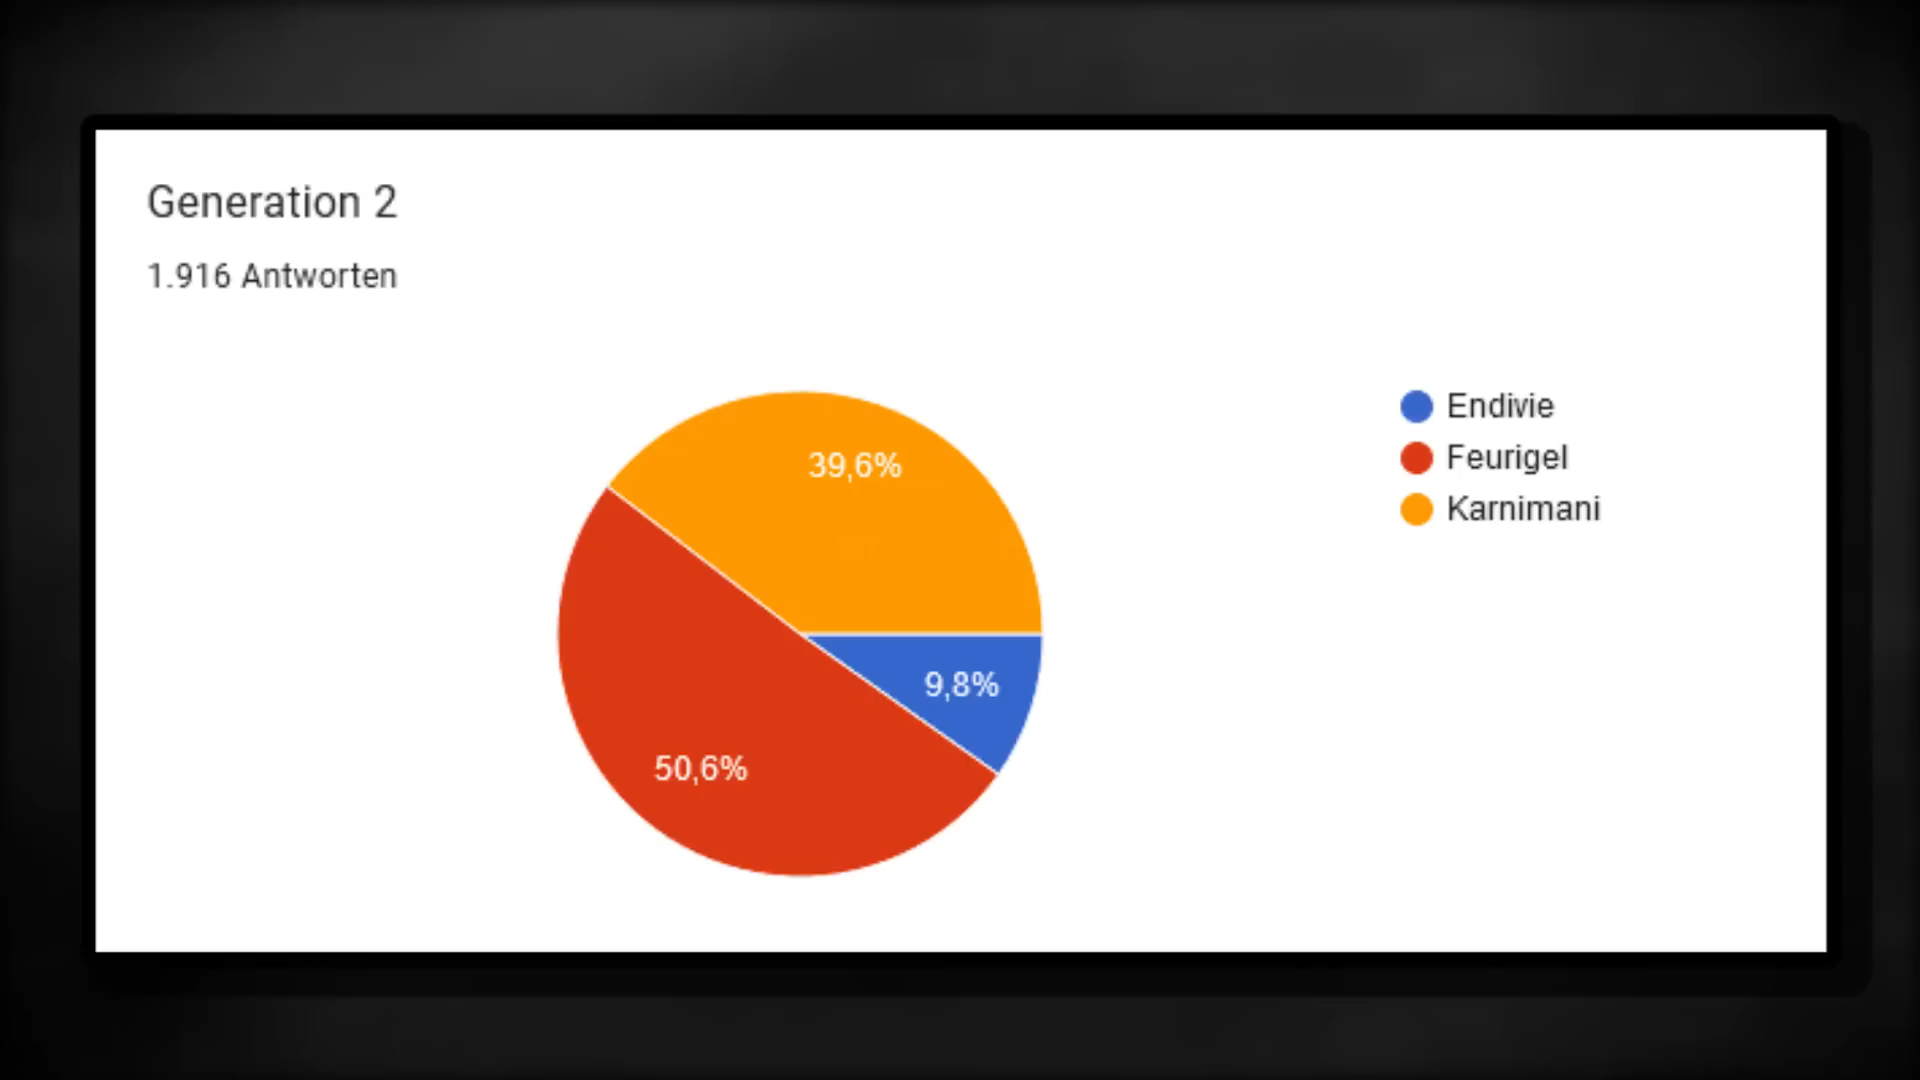 Generation 2
1.916 Antworten
39,6%
9,8%
50,6%
Endivie
Feurigel
Karnimani